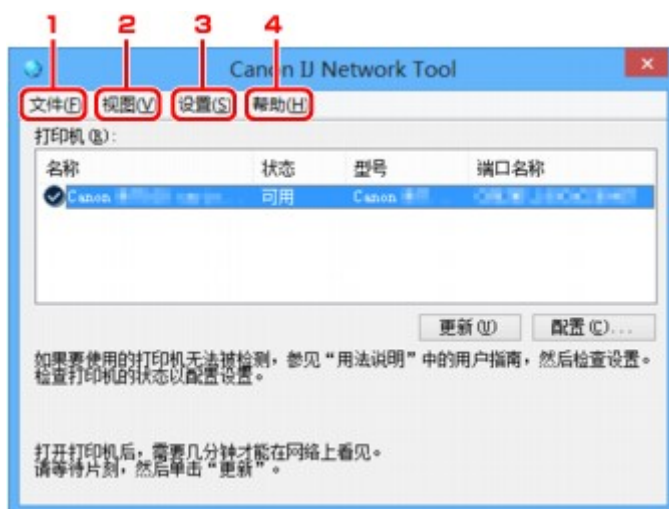 1 2 3 4
Canon IJ Network Tool
文件(F) 视图(V) 设置(S) 帮助(H)
打印机(R):
名称 状态 型号 端口名称
Canon 可用 Canon
更新(U) 配置(C)...
如果要使用的打印机无法被检测，参见“用法说明”中的用户指南，然后检查设置。
检查打印机的状态以配置设置。
打开打印机后，需要几分钟才能在网络上看见。
请等待片刻，然后单击“更新”。